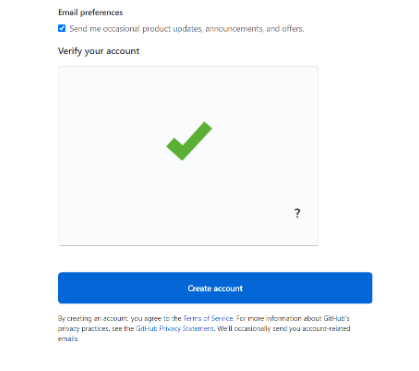 Email preferences
Send me occasional product updates, announcements, and offers.
Verify your account
?
Create account
By creating an account, you agree to the Terms of Service. For more information about GitHub's
privacy practices, see the GitHub Privacy Statement. We'll occasionally send you account-related
emails.